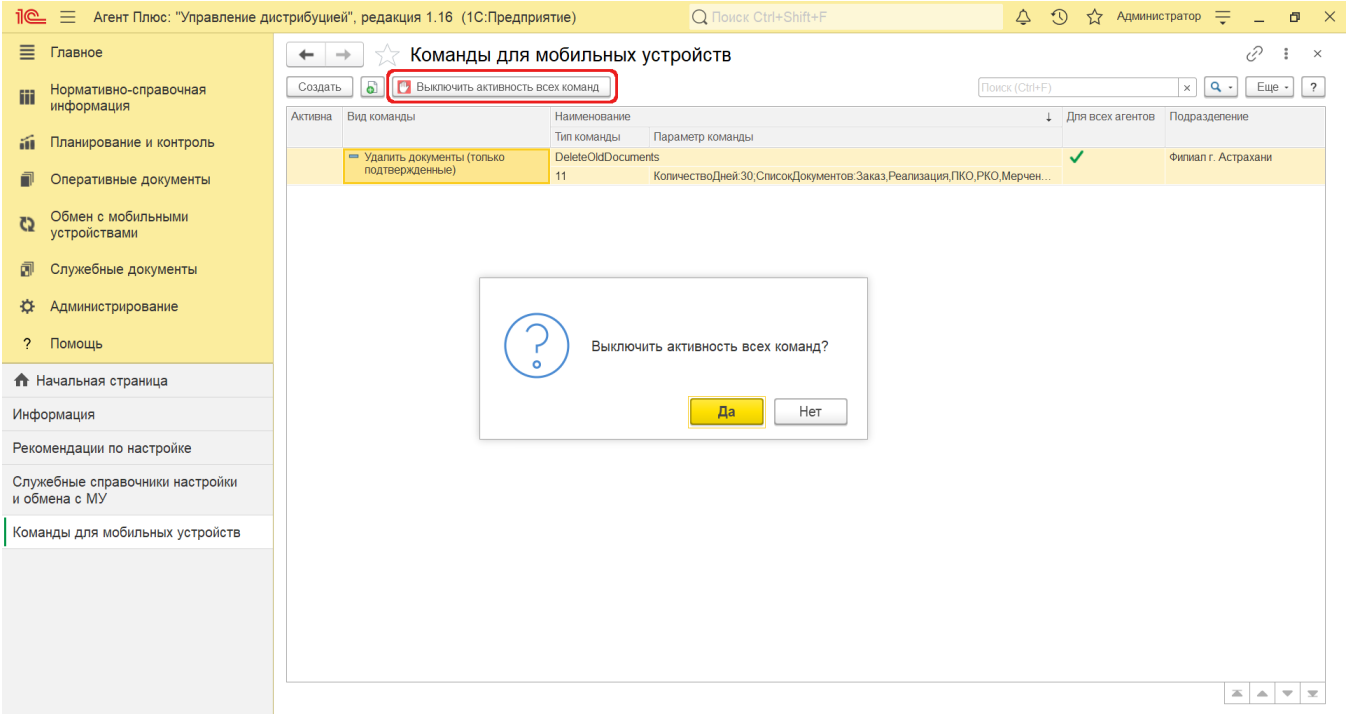 1С Агент Плюс: "Управление дистрибуцией", редакция 1.16 (1С:Предприятие) Поиск Ctrl+Shift+F Администратор
Главное
Нормативно-справочная
информация
Планирование и контроль
Оперативные документы
Обмен с мобильными
устройствами
Служебные документы
Администрирование
? Помощь
Начальная страница
Информация
Рекомендации по настройке
Служебные справочники настройки
и обмена с МУ
Команды для мобильных устройств
Команды для мобильных устройств
Создать Выключить активность всех команд Поиск (Ctrl+F) Еще ?
Активна Вид команды Наименование Для всех агентов Подразделение
Тип команды Параметр команды
Удалить документы (только
подтвержденные)
DeleteOldDocuments Филиал г. Астрахани
11 КоличествоДней:30;СписокДокументов:Заказ,Реализация,ПКО,РКО,Мерчен...
Выключить активность всех команд?
Да Нет